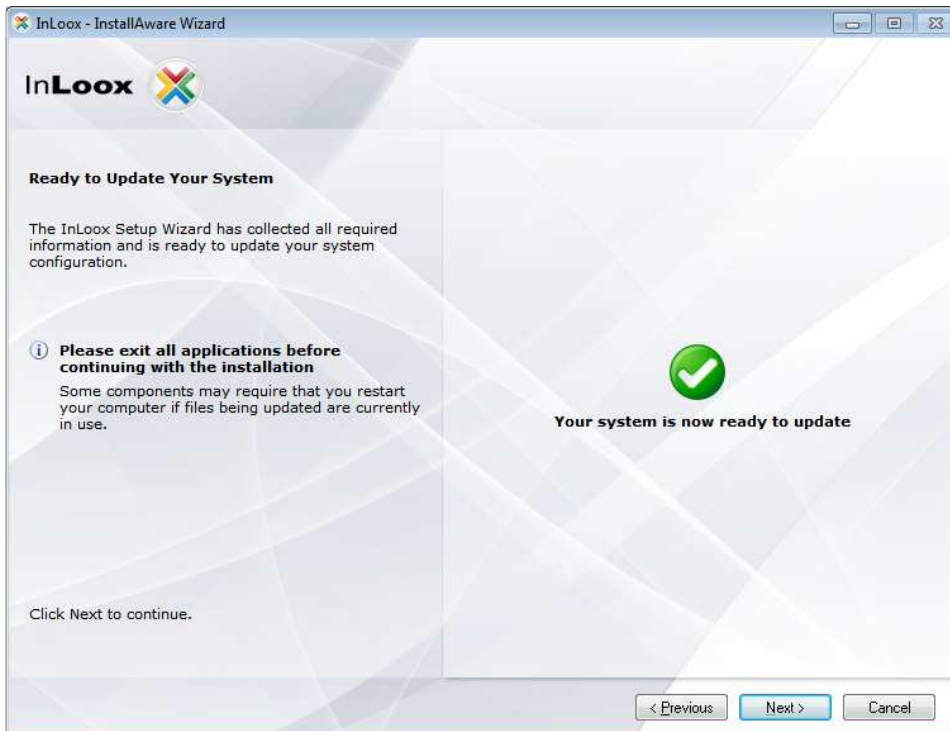 InLoox - InstallAware Wizard
InLoox
Ready to Update Your System
The InLoox Setup Wizard has collected all required
information and is ready to update your system
configuration.
Please exit all applications before
continuing with the installation
Some components may require that you restart
your computer if files being updated are currently
in use.
Your system is now ready to update
Click Next to continue.
< Previous
Next >
Cancel